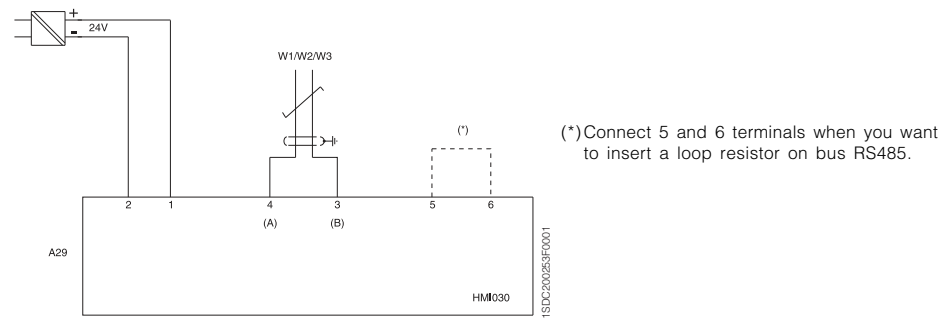 +
24V
-
W1/W2/W3
(*)
(*)Connect 5 and 6 terminals when you want
to insert a loop resistor on bus RS485.
2 1 4 3 5 6
(A) (B)
A29
HMI030
1SDC200253F0001